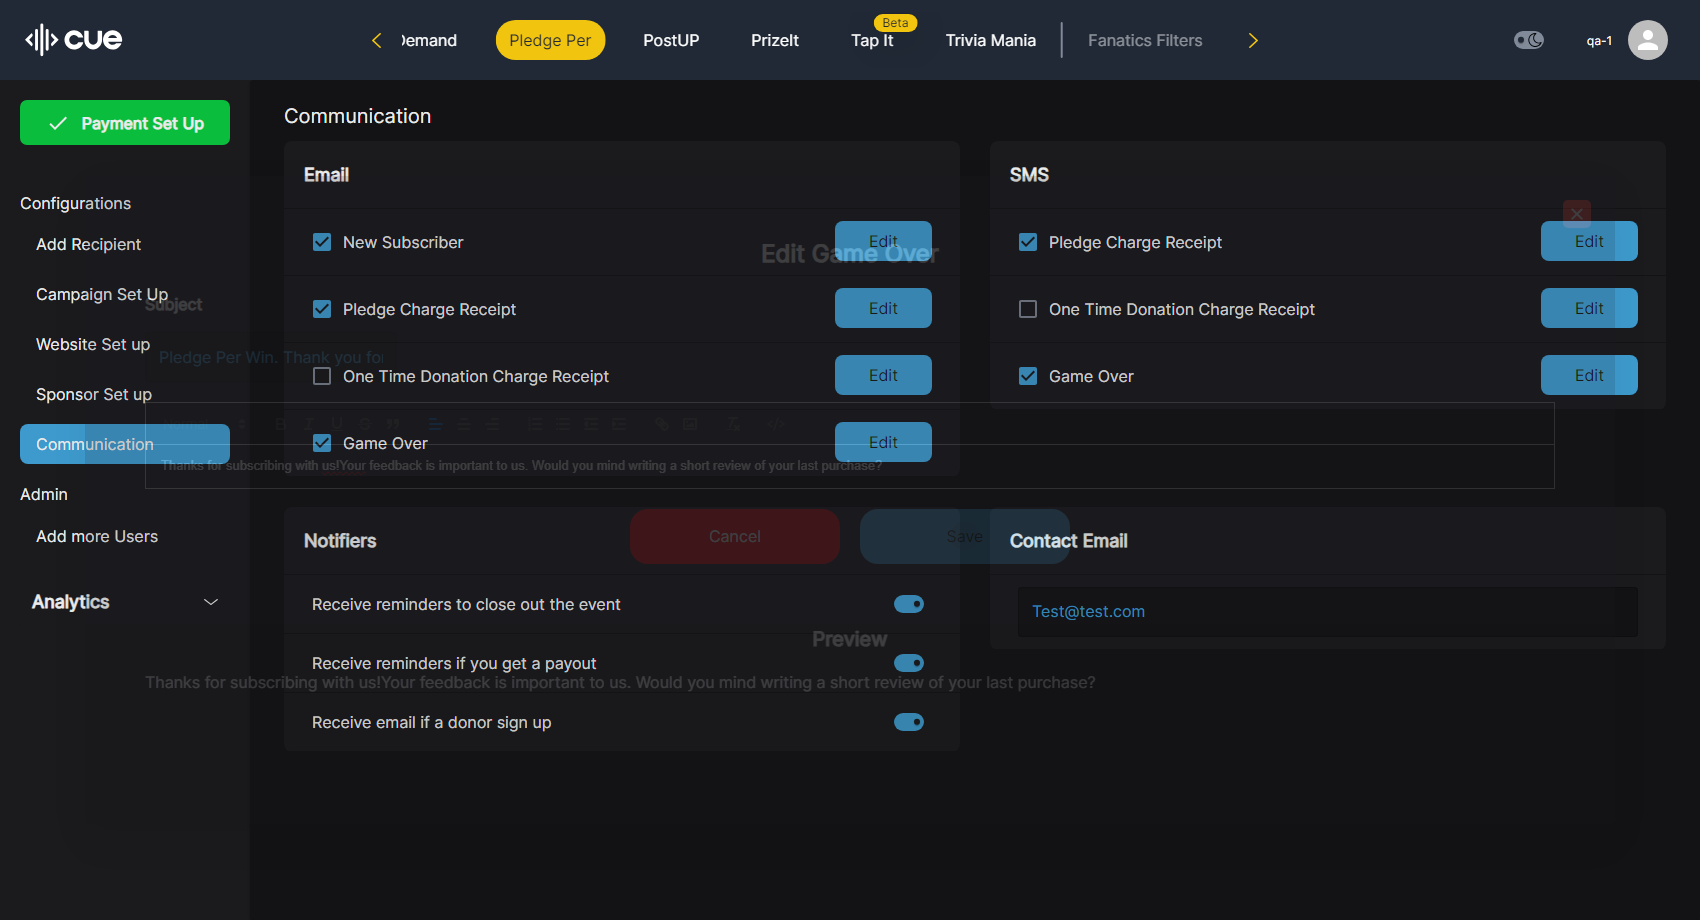 cue
Demand
Pledge Per
PostUP
PrizeIt
Beta
Tap It
Trivia Mania
Fanatics Filters
qa-1
Payment Set Up
Configurations
Add Recipient
Campaign Set Up
Website Set up
Sponsor Set up
Communication
Admin
Add more Users
Analytics
Communication
Email
New Subscriber
Edit
Pledge Charge Receipt
Edit
One Time Donation Charge Receipt
Edit
Game Over
Edit
SMS
Pledge Charge Receipt
Edit
One Time Donation Charge Receipt
Edit
Game Over
Edit
Notifiers
Receive reminders to close out the event
Receive reminders if you get a payout
Receive email if a donor sign up
Contact Email
Test@test.com
Edit Game Over
Subject
Pledge Per Win. Thank you for
Thanks for subscribing with us!Your feedback is important to us. Would you mind writing a short review of your last purchase?
Cancel
Save
Preview
Thanks for subscribing with us!Your feedback is important to us. Would you mind writing a short review of your last purchase?